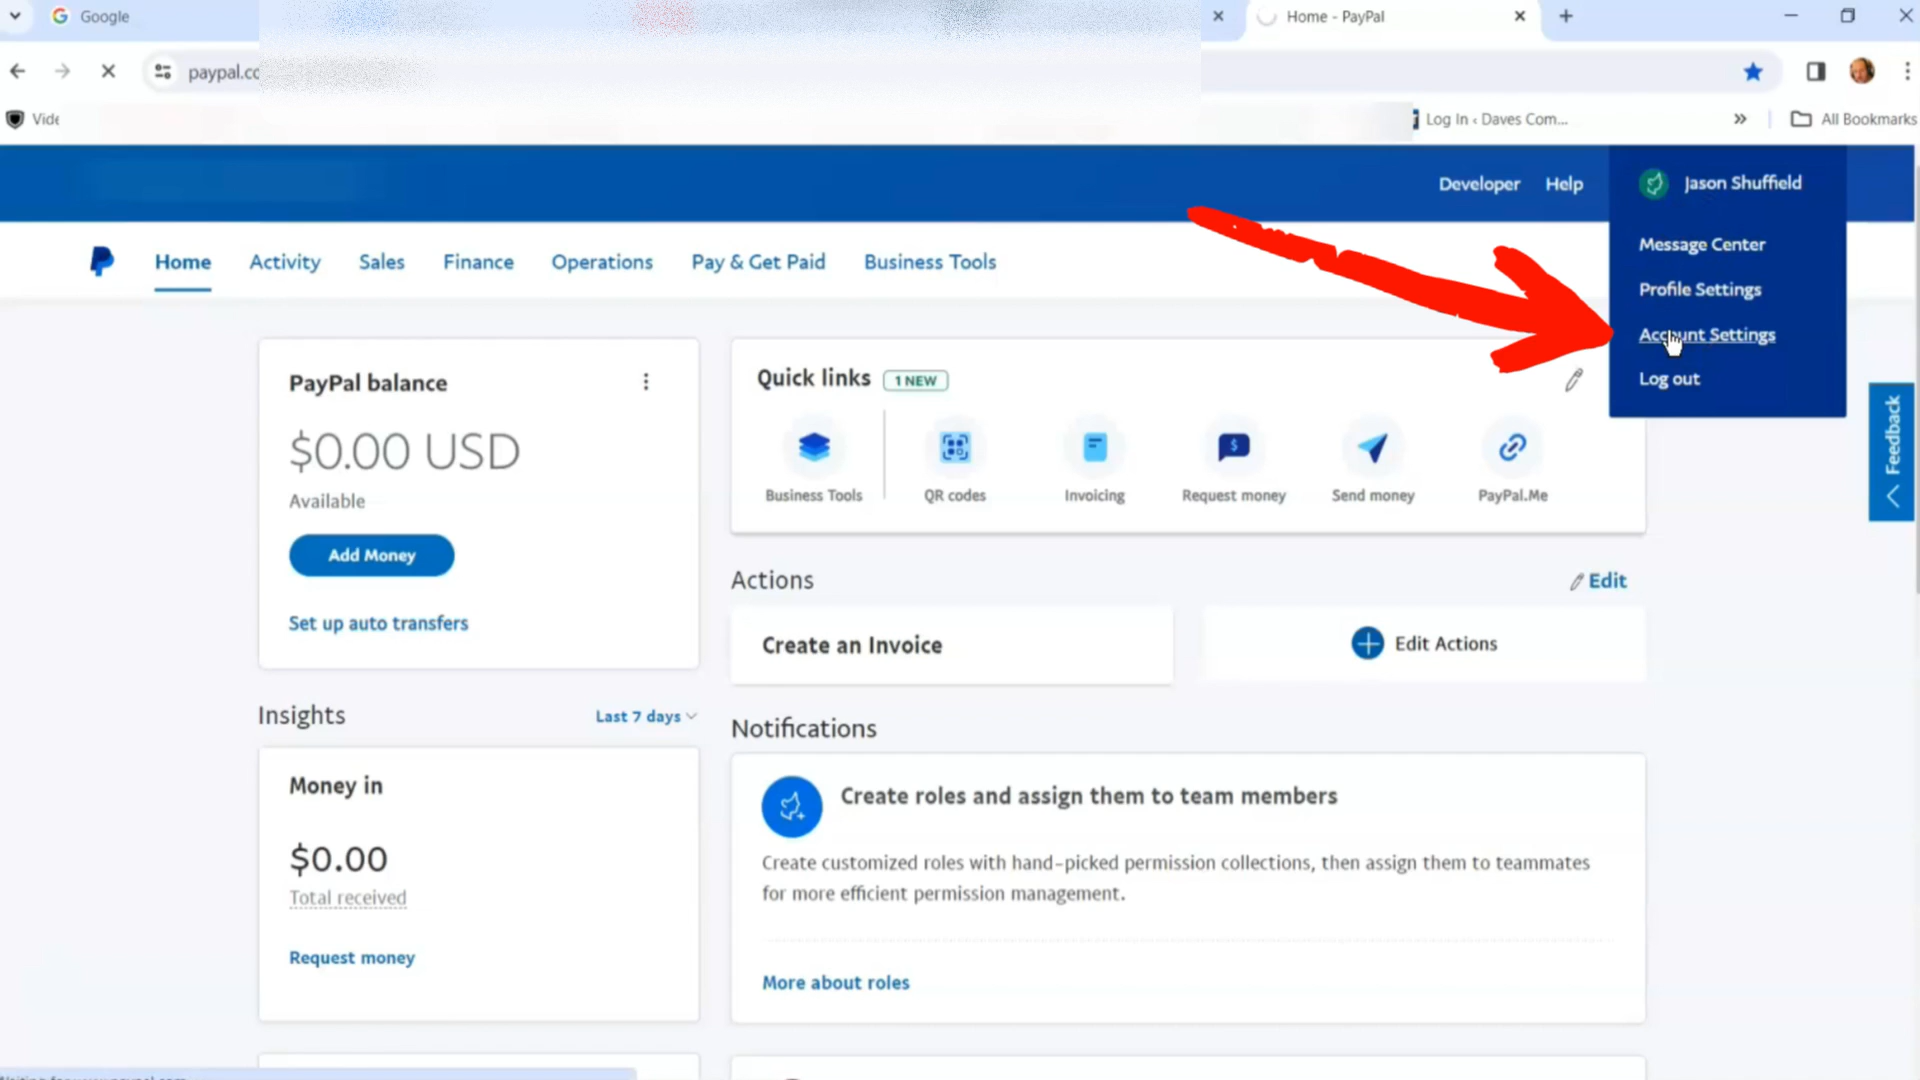 Google
Home - PayPal
paypal.co
Vide
Log In ‹ Daves Com...
»
All Bookmarks
Developer
Help
Jason Shuffield
Message Center
Profile Settings
Account Settings
Log out
Home
Activity
Sales
Finance
Operations
Pay & Get Paid
Business Tools
Feedback
PayPal balance
$0.00 USD
Available
Add Money
Set up auto transfers
Quick links
1 NEW
Business Tools
QR codes
Invoicing
Request money
Send money
PayPal.Me
Actions
Edit
Create an Invoice
Edit Actions
Insights
Last 7 days
Money in
$0.00
Total received
Request money
Notifications
Create roles and assign them to team members
Create customized roles with hand-picked permission collections, then assign them to teammates
for more efficient permission management.
More about roles